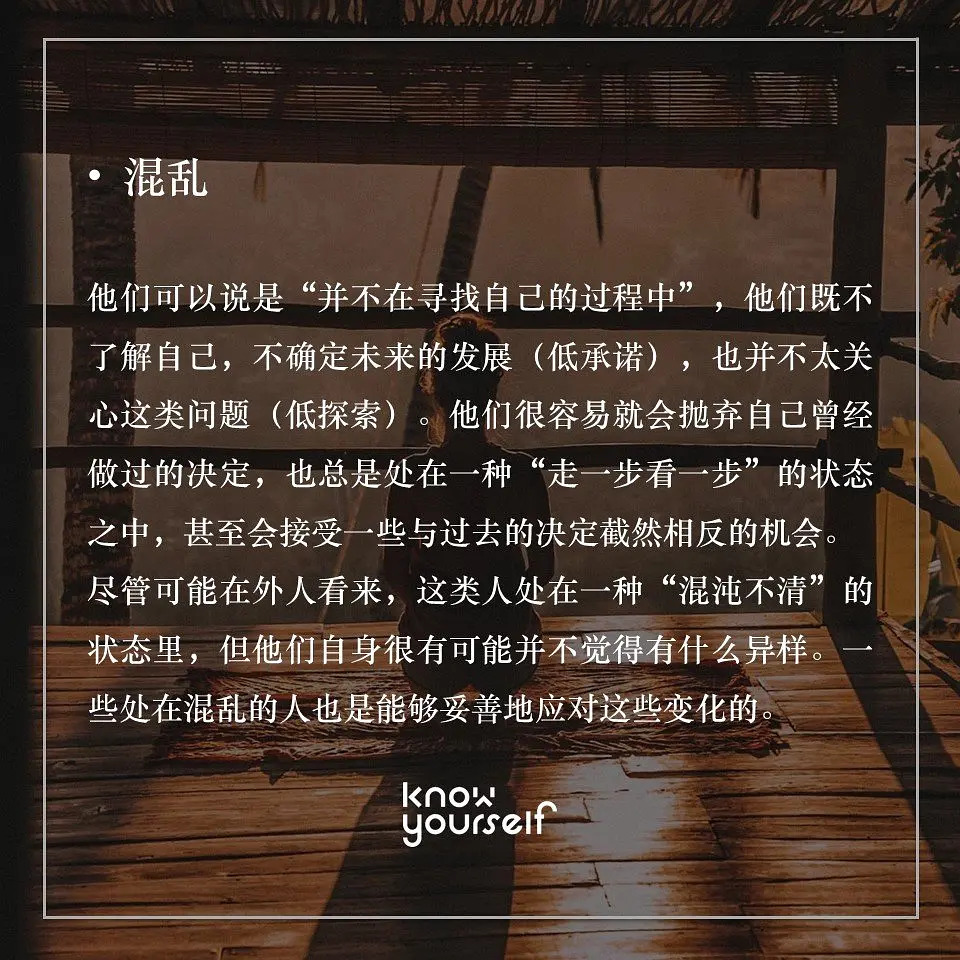 • 混乱
他们可以说是“并不在寻找自己的过程中”，他们既不
了解自己，不确定未来的发展（低承诺），也并不太关
心这类问题（低探索）。他们很容易就会抛弃自己曾经
做过的决定，也总是处在一种“走一步看一步”的状态
之中，甚至会接受一些与过去的决定截然相反的机会。
尽管可能在外人看来，这类人处在一种“混沌不清”的
状态里，但他们自身很有可能并不觉得有什么异样。一
些处在混乱的人也是能够妥善地应对这些变化的。
know
yourself